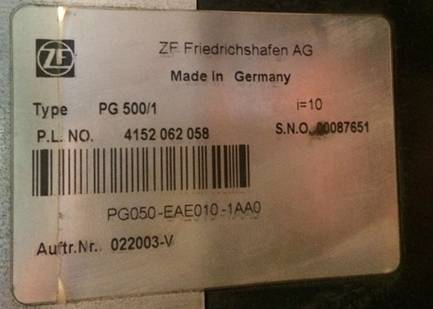 ZF
ZF Friedrichshafen AG
Made in Germany
Type PG 500/1 i=10
P.L. NO. 4152 062 058 S.N.O. 00087651
PG050-EAE010-1AA0
Auftr.Nr. 022003-V